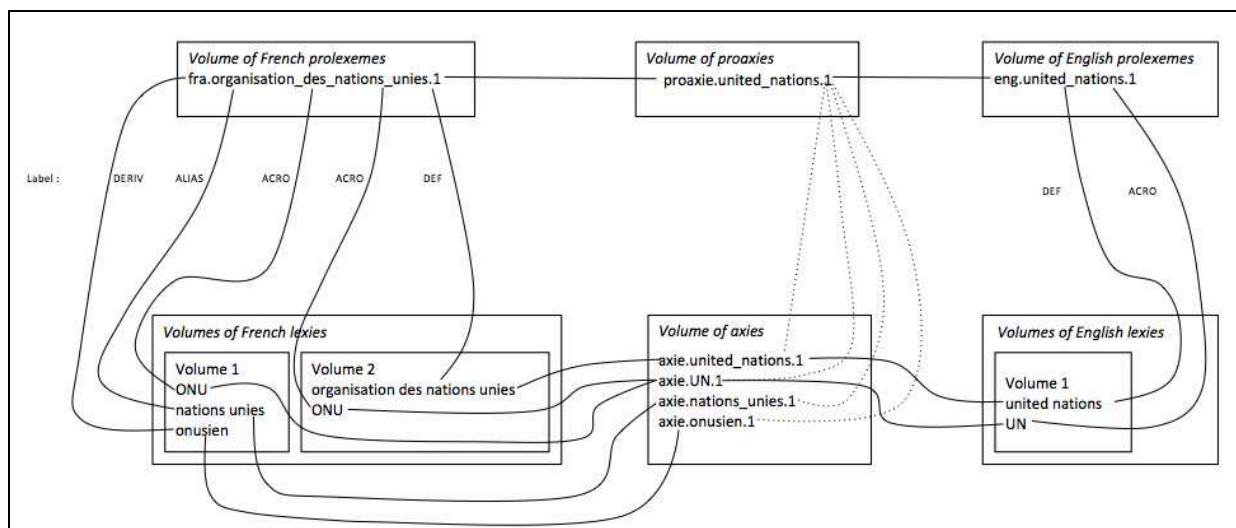 Volume of French prolexemes
fra.organisation_des_nations_unies.1
Volume of proaxies
proaxie.united_nations.1
Volume of English prolexemes
eng.united_nations.1
Label :
DERIV
ALIAS
ACRO
ACRO
DEF
DEF
ACRO
Volumes of French lexies
Volume 1
ONU
nations unies
onusien
Volume 2
organisation des nations unies
ONU
Volume of axies
axie.united_nations.1
axie.UN.1
axie.nations_unies.1
axie.onusien.1
Volumes of English lexies
Volume 1
united nations
UN